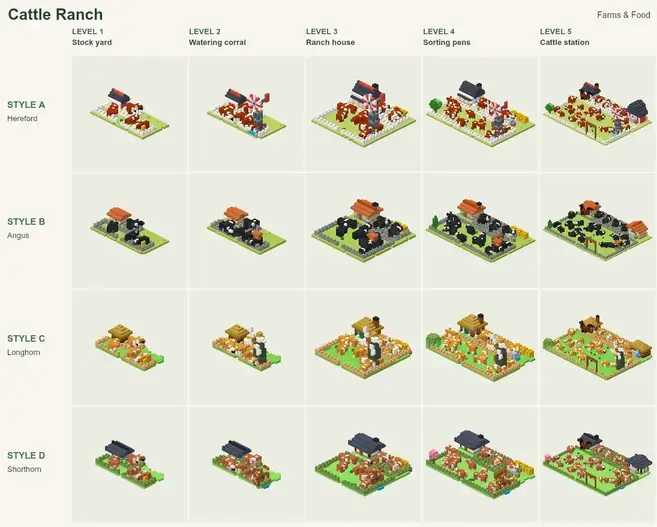 Cattle Ranch
Farms & Food
LEVEL 1
Stock yard
LEVEL 2
Watering corral
LEVEL 3
Ranch house
LEVEL 4
Sorting pens
LEVEL 5
Cattle station
STYLE A
Hereford
STYLE B
Angus
STYLE C
Longhorn
STYLE D
Shorthorn